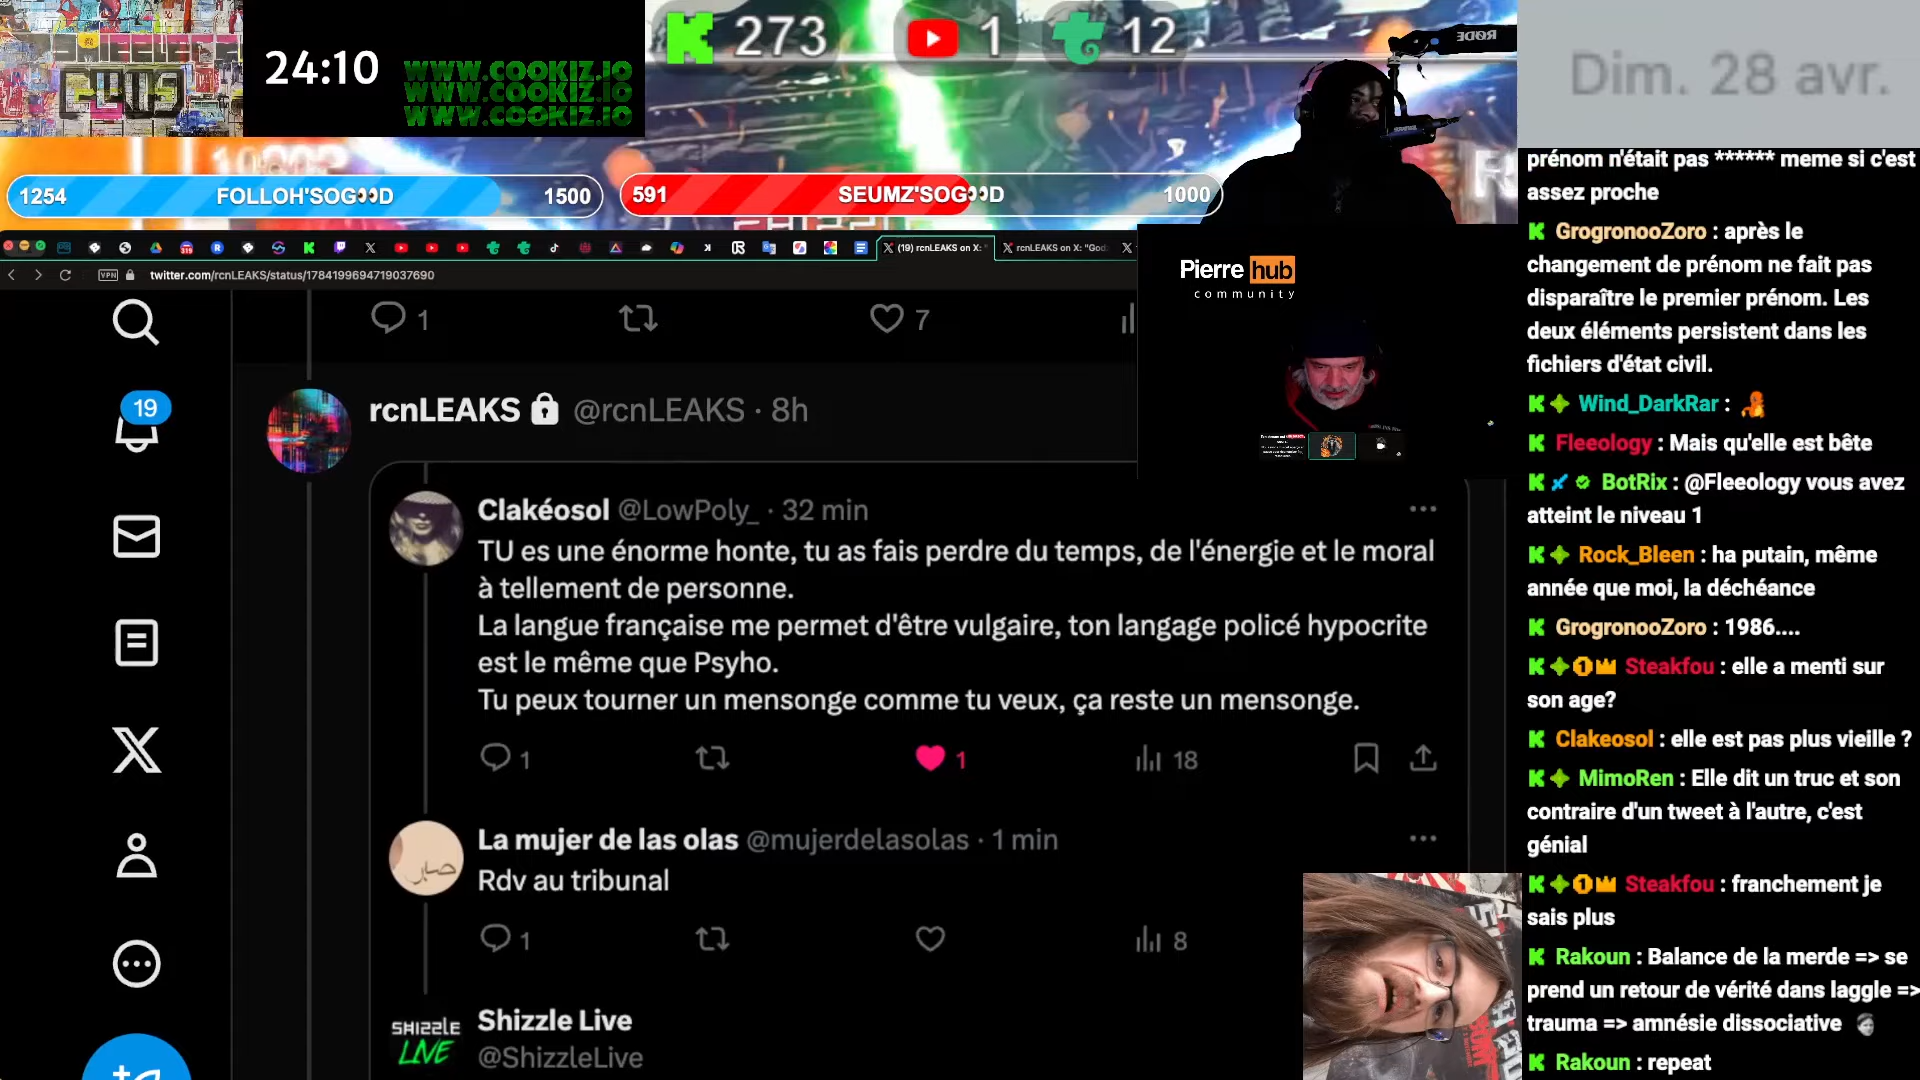 24:10
WWW.COOKIZ.IO
WWW.COOKIZ.IO
WWW.COOKIZ.IO
273
1
12
RØDE
Dim. 28 avr.
1254 FOLLOH'SOG👀D 1500
591 SEUMZ'SOG👀D 1000
(19) rcnLEAKS on X: "
rcnLEAKS on X: "God
VPN twitter.com/rcnLEAKS/status/1784199694719037690
Pierre hub
community
1
7
19
rcnLEAKS @rcnLEAKS · 8h
Clakéosol @LowPoly_ · 32 min
TU es une énorme honte, tu as fais perdre du temps, de l'énergie et le moral
à tellement de personne.
La langue française me permet d'être vulgaire, ton langage policé hypocrite
est le même que Psyho.
Tu peux tourner un mensonge comme tu veux, ça reste un mensonge.
1 1 18
La mujer de las olas @mujerdelasolas · 1 min
Rdv au tribunal
1 8
SHIZZLE
LIVE
Shizzle Live
@ShizzleLive
prénom n'était pas ****** meme si c'est
assez proche
GrogronooZoro : après le
changement de prénom ne fait pas
disparaître le premier prénom. Les
deux éléments persistent dans les
fichiers d'état civil.
Wind_DarkRar :
Fleeology : Mais qu'elle est bête
BotRix : @Fleeology vous avez
atteint le niveau 1
Rock_Bleen : ha putain, même
année que moi, la déchéance
GrogronooZoro : 1986....
Steakfou : elle a menti sur
son age?
Clakeosol : elle est pas plus vieille ?
MimoRen : Elle dit un truc et son
contraire d'un tweet à l'autre, c'est
génial
Steakfou : franchement je
sais plus
Rakoun : Balance de la merde => se
prend un retour de vérité dans laggle =>
trauma => amnésie dissociative
Rakoun : repeat